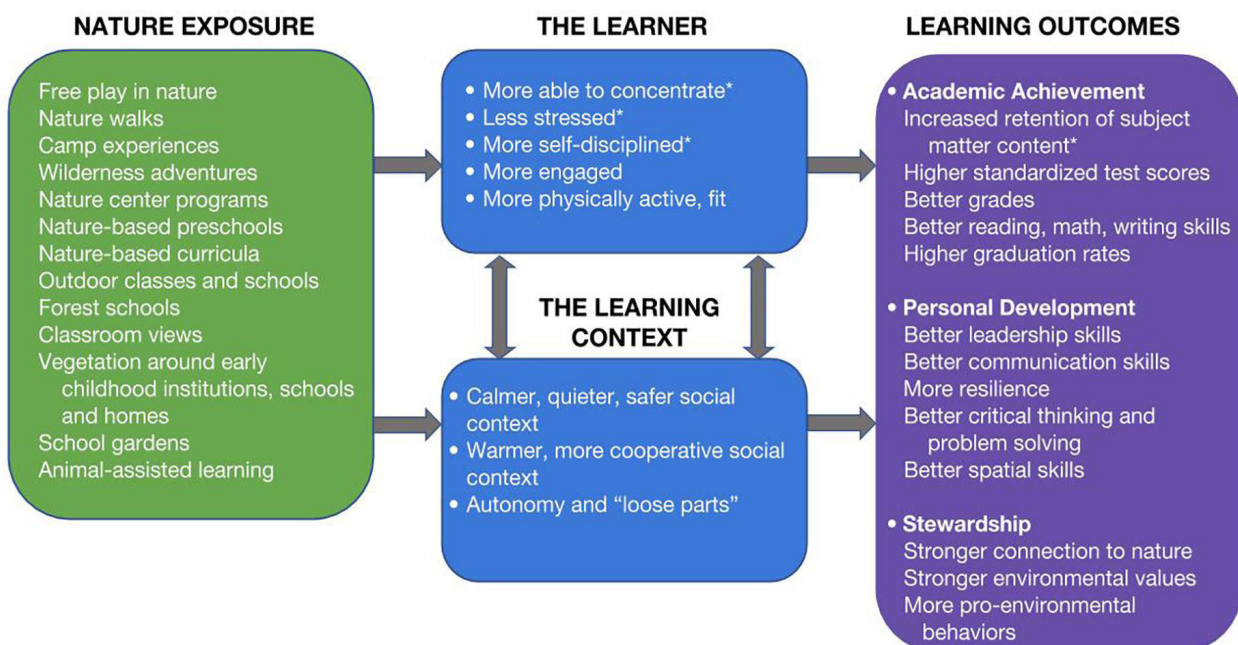 NATURE EXPOSURE
Free play in nature
Nature walks
Camp experiences
Wilderness adventures
Nature center programs
Nature-based preschools
Nature-based curricula
Outdoor classes and schools
Forest schools
Classroom views
Vegetation around early
childhood institutions, schools
and homes
School gardens
Animal-assisted learning
THE LEARNER
• More able to concentrate*
• Less stressed*
• More self-disciplined*
• More engaged
• More physically active, fit
THE LEARNING
CONTEXT
• Calmer, quieter, safer social
context
• Warmer, more cooperative social
context
• Autonomy and “loose parts”
LEARNING OUTCOMES
• Academic Achievement
Increased retention of subject
matter content*
Higher standardized test scores
Better grades
Better reading, math, writing skills
Higher graduation rates
• Personal Development
Better leadership skills
Better communication skills
More resilience
Better critical thinking and
problem solving
Better spatial skills
• Stewardship
Stronger connection to nature
Stronger environmental values
More pro-environmental
behaviors